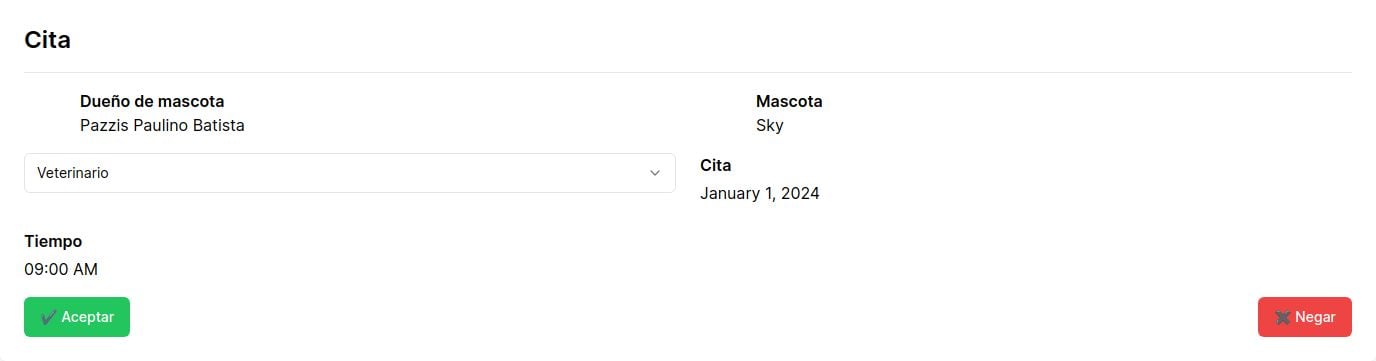 Cita
Dueño de mascota
Pazzis Paulino Batista
Mascota
Sky
Veterinario
Cita
January 1, 2024
Tiempo
09:00 AM
✔ Aceptar
✖ Negar